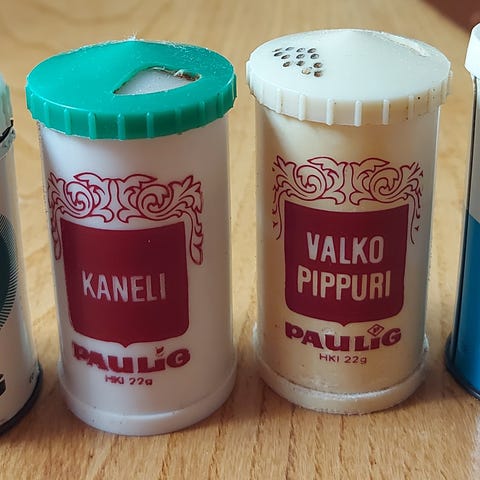 KANELI
PAULiG
HKI 22g
VALKO
PIPPURI
PAULiG
HKI 22g